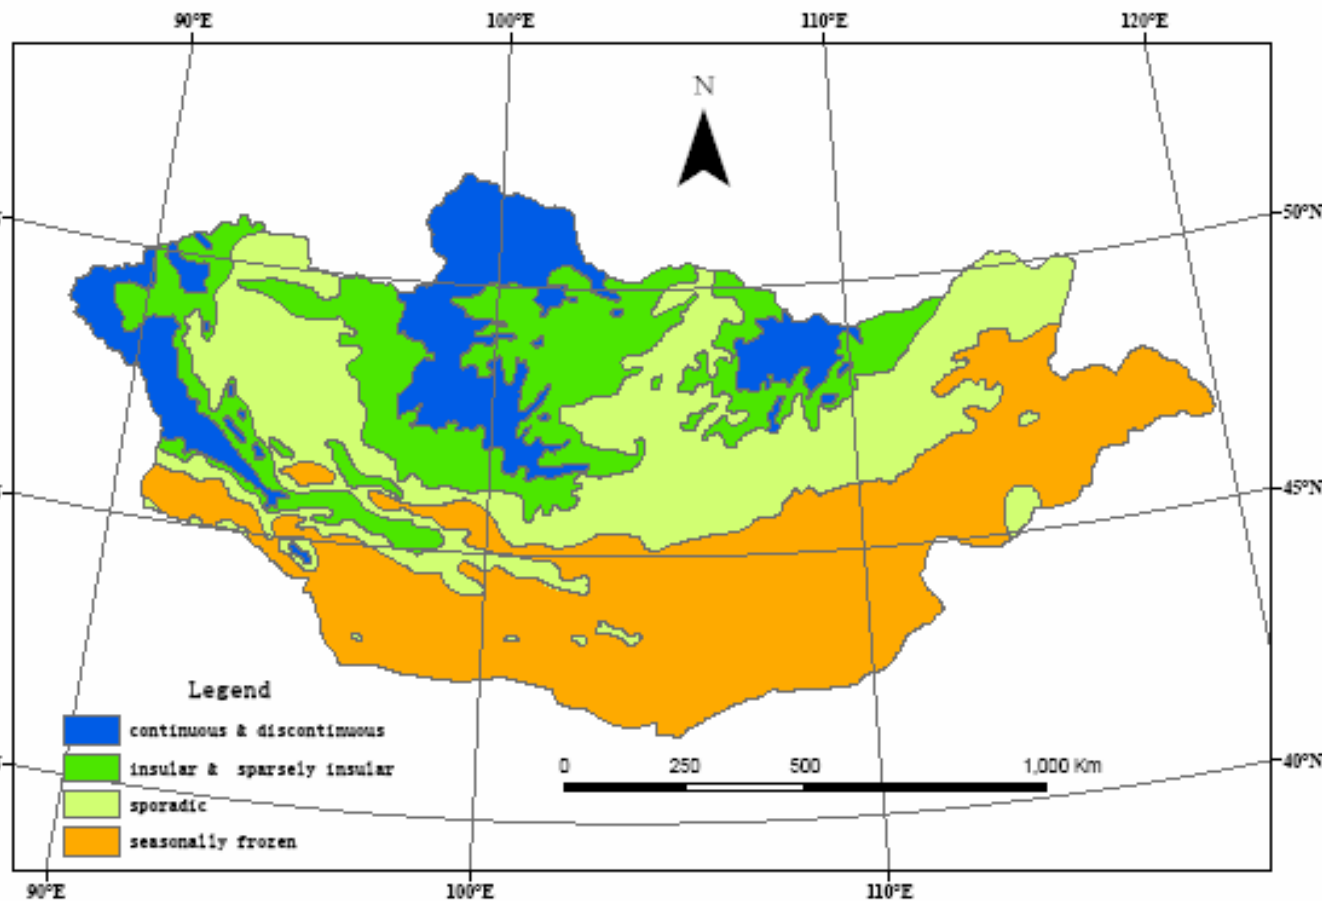 90°E 100°E 110°E 120°E
N
50°N
45°N
Legend
continuous & discontinuous
insular & sparsely insular
sporadic
seasonally frozen
0 250 500 1,000 Km
40°N
90°E 100°E 110°E